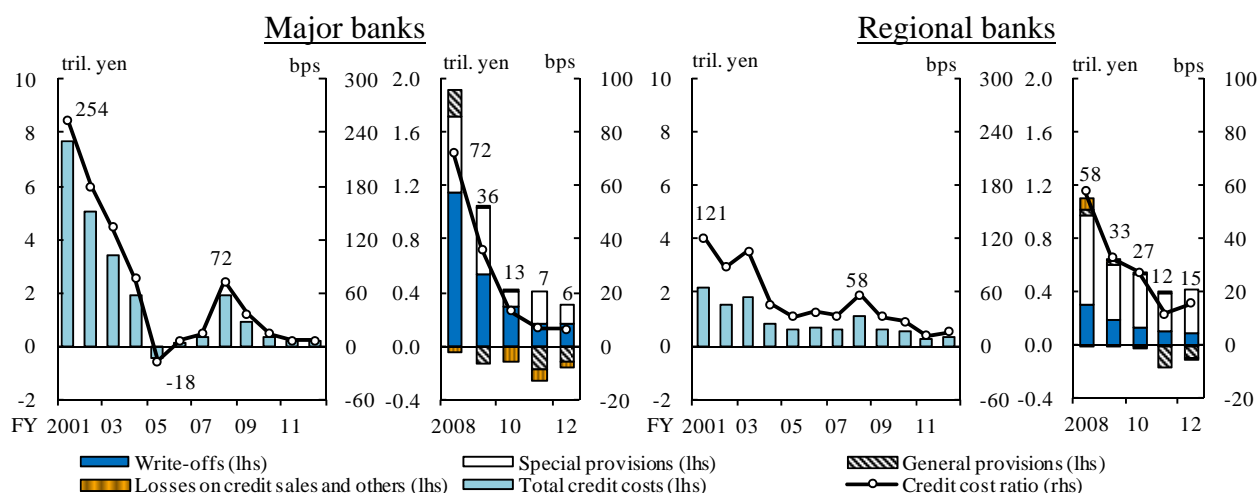 Major banks
Regional banks
tril. yen bps tril. yen bps tril. yen bps tril. yen bps
10 300 2.0 100 10 300 2.0 100
8 240 1.6 80 8 240 1.6 80
6 180 1.2 60 6 180 1.2 60
4 120 0.8 40 4 120 0.8 40
2 60 0.4 20 2 60 0.4 20
0 0 0.0 0 0 0 0.0 0
-2 -60 -0.4 -20 -2 -60 -0.4 -20
254
72
-18
72
36
13
7
6
121
58
58
33
27
12
15
FY 2001 03 05 07 09 11 2008 10 12 FY 2001 03 05 07 09 11 2008 10 12
Write-offs (lhs) Special provisions (lhs) General provisions (lhs)
Losses on credit sales and others (lhs) Total credit costs (lhs) Credit cost ratio (rhs)